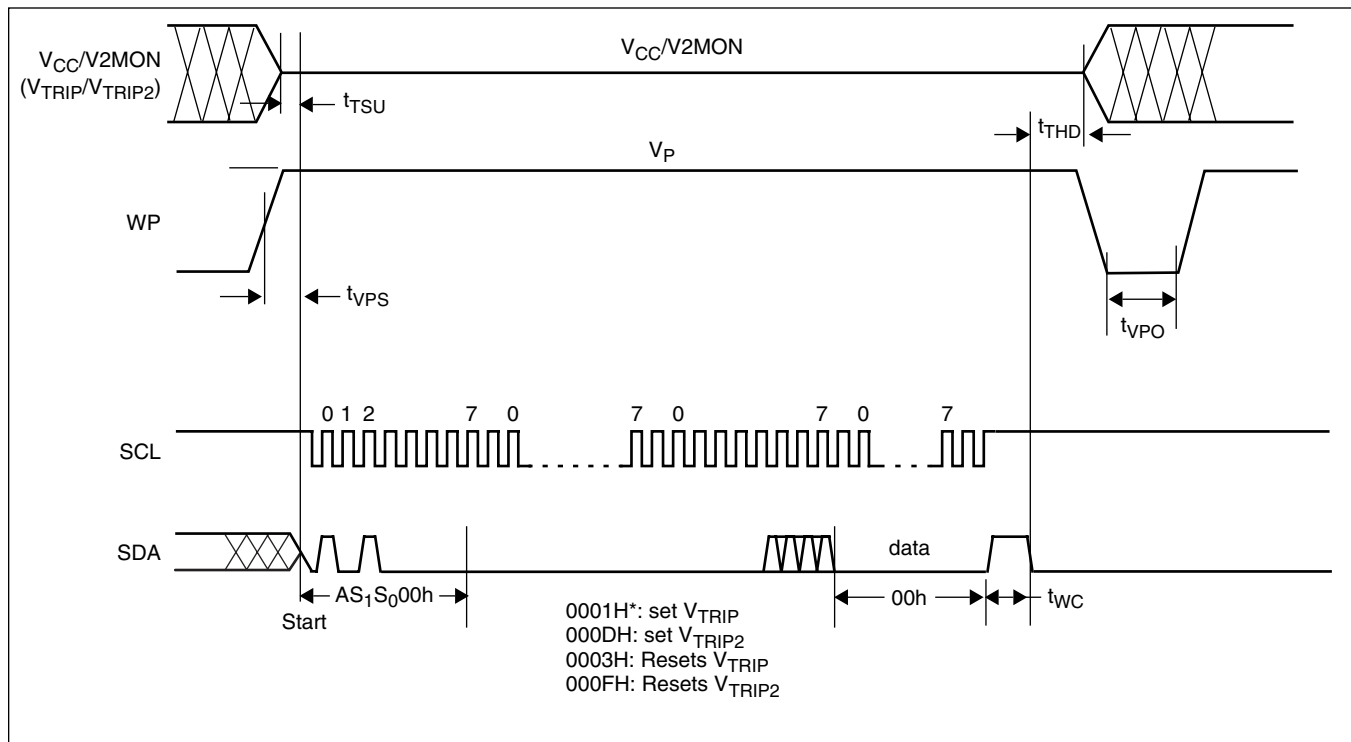 VCC/V2MON
VCC/V2MON
(VTRIP/VTRIP2)
tTSU
tTHD
VP
WP
tVPS
tVPO
0 1 2 7 0 7 0 7 0 7
SCL
SDA
data
AS1S000h
00h
tWC
Start
0001H*: set VTRIP
000DH: set VTRIP2
0003H: Resets VTRIP
000FH: Resets VTRIP2